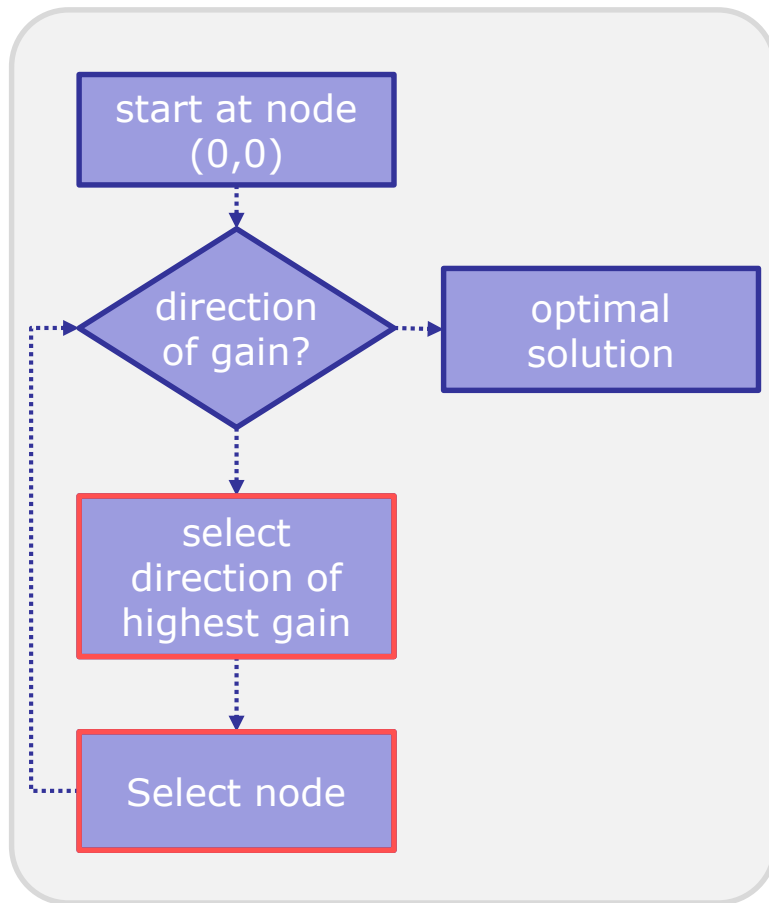 start at node
(0,0)
direction
of gain?
optimal
solution
select
direction of
highest gain
Select node